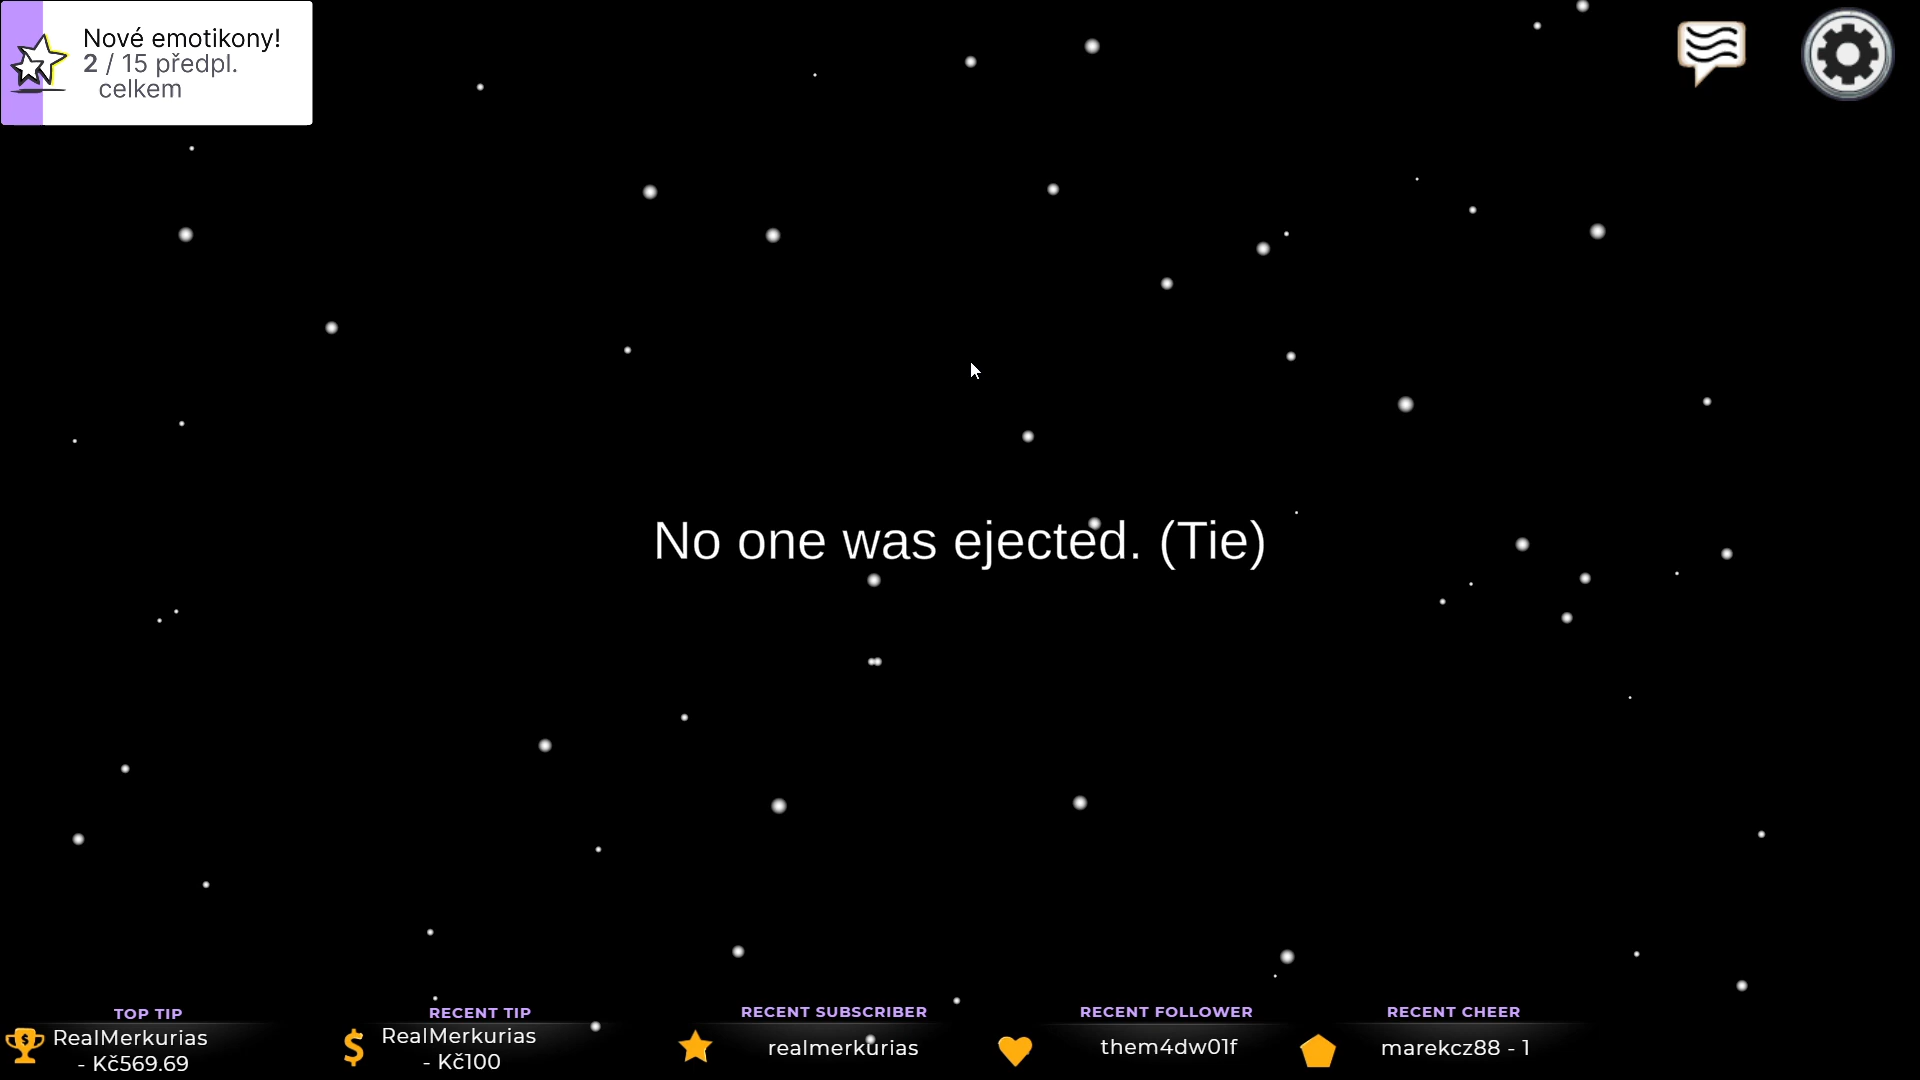 Nové emotikony!
2 / 15 předpl.
celkem
No one was ejected. (Tie)
TOP TIP
RealMerkurias
- Kč569.69
RECENT TIP
RealMerkurias
- Kč100
RECENT SUBSCRIBER
realmerkurias
RECENT FOLLOWER
them4dw01f
RECENT CHEER
marekcz88 - 1